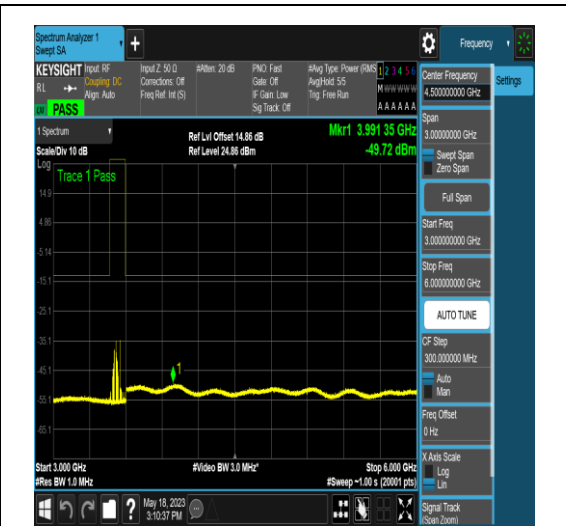 Spectrum Analyzer 1
Swept SA
+
Frequency
KEYSIGHT
RL
Input: RF
Coupling: DC
Align: Auto
Input Z: 50 Ω
Corrections: Off
Freq Ref: Int (S)
#Atten: 20 dB
PNO: Fast
Gate: Off
IF Gain: Low
Sig Track: Off
#Avg Type: Power (RMS
Avg|Hold: 5/5
Trig: Free Run
1 2 3 4 5 6
M W W W W W
A A A A A A
PASS
1 Spectrum
Scale/Div 10 dB
Ref Lvl Offset 14.86 dB
Ref Level 24.86 dBm
Mkr1 3.991 35 GHz
-49.72 dBm
Log
Trace 1 Pass
14.9
4.86
-5.14
-15.1
-25.1
-35.1
-45.1
-55.1
-65.1
1
Start 3.000 GHz
#Res BW 1.0 MHz
#Video BW 3.0 MHz*
Stop 6.000 GHz
#Sweep ~1.00 s (20001 pts)
?
May 18, 2023
3:10:37 PM
Center Frequency
4.500000000 GHz
Settings
Span
3.00000000 GHz
Swept Span
Zero Span
Full Span
Start Freq
3.000000000 GHz
Stop Freq
6.000000000 GHz
AUTO TUNE
CF Step
300.000000 MHz
Auto
Man
Freq Offset
0 Hz
X Axis Scale
Log
Lin
Signal Track
(Span Zoom)